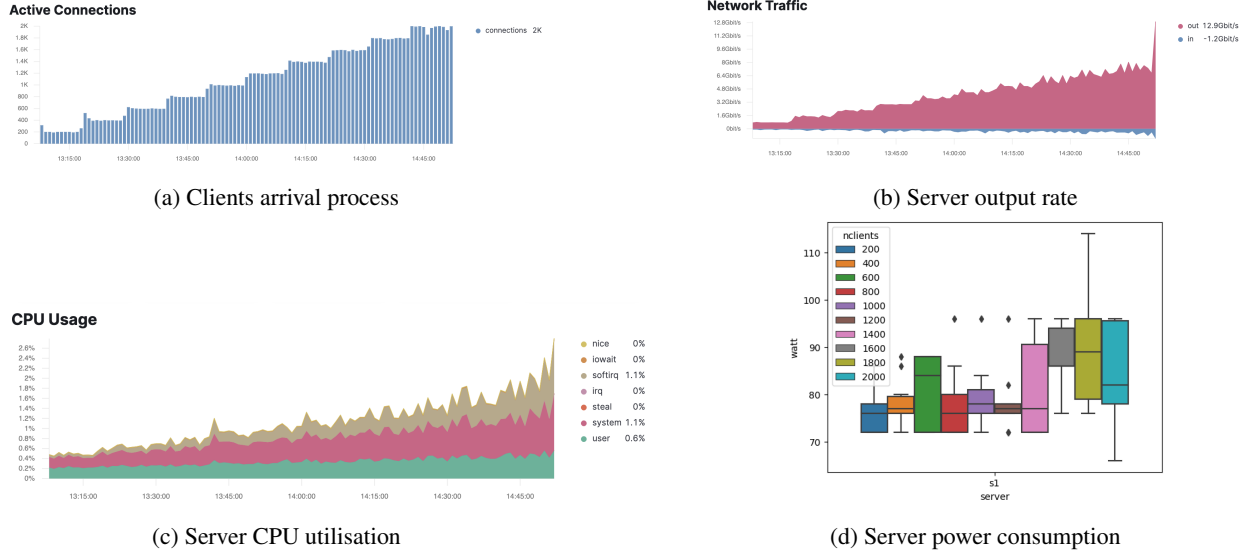 Active Connections
2K
1.8K
1.6K
1.4K
1.2K
1K
800
600
400
200
0
13:15:00 13:30:00 13:45:00 14:00:00 14:15:00 14:30:00 14:45:00
connections 2K
(a) Clients arrival process
Network Traffic
12.8Gbit/s
11.2Gbit/s
9.6Gbit/s
8Gbit/s
6.4Gbit/s
4.8Gbit/s
3.2Gbit/s
1.6Gbit/s
0bit/s
13:15:00 13:30:00 13:45:00 14:00:00 14:15:00 14:30:00 14:45:00
out 12.9Gbit/s
in -1.2Gbit/s
(b) Server output rate
CPU Usage
2.6%
2.4%
2.2%
2%
1.8%
1.6%
1.4%
1.2%
1%
0.8%
0.6%
0.4%
0.2%
0%
13:15:00 13:30:00 13:45:00 14:00:00 14:15:00 14:30:00 14:45:00
nice 0%
iowait 0%
softirq 1.1%
irq 0%
steal 0%
system 1.1%
user 0.6%
(c) Server CPU utilisation
nclients
200
400
600
800
1000
1200
1400
1600
1800
2000
110
100
90
80
70
watt
s1
server
(d) Server power consumption